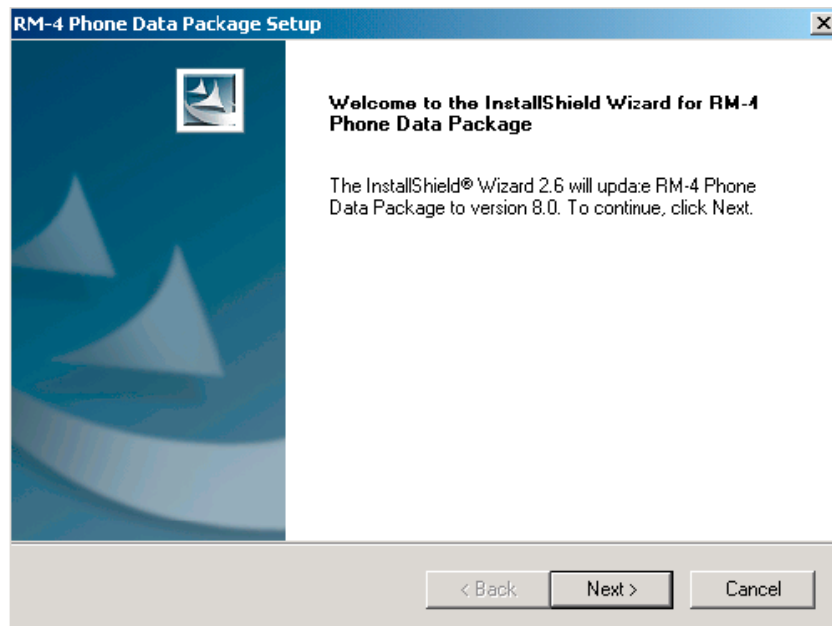 RM-4 Phone Data Package Setup
Welcome to the InstallShield Wizard for RM-4
Phone Data Package
The InstallShield® Wizard 2.6 will update RM-4 Phone
Data Package to version 8.0. To continue, click Next.
< Back
Next >
Cancel